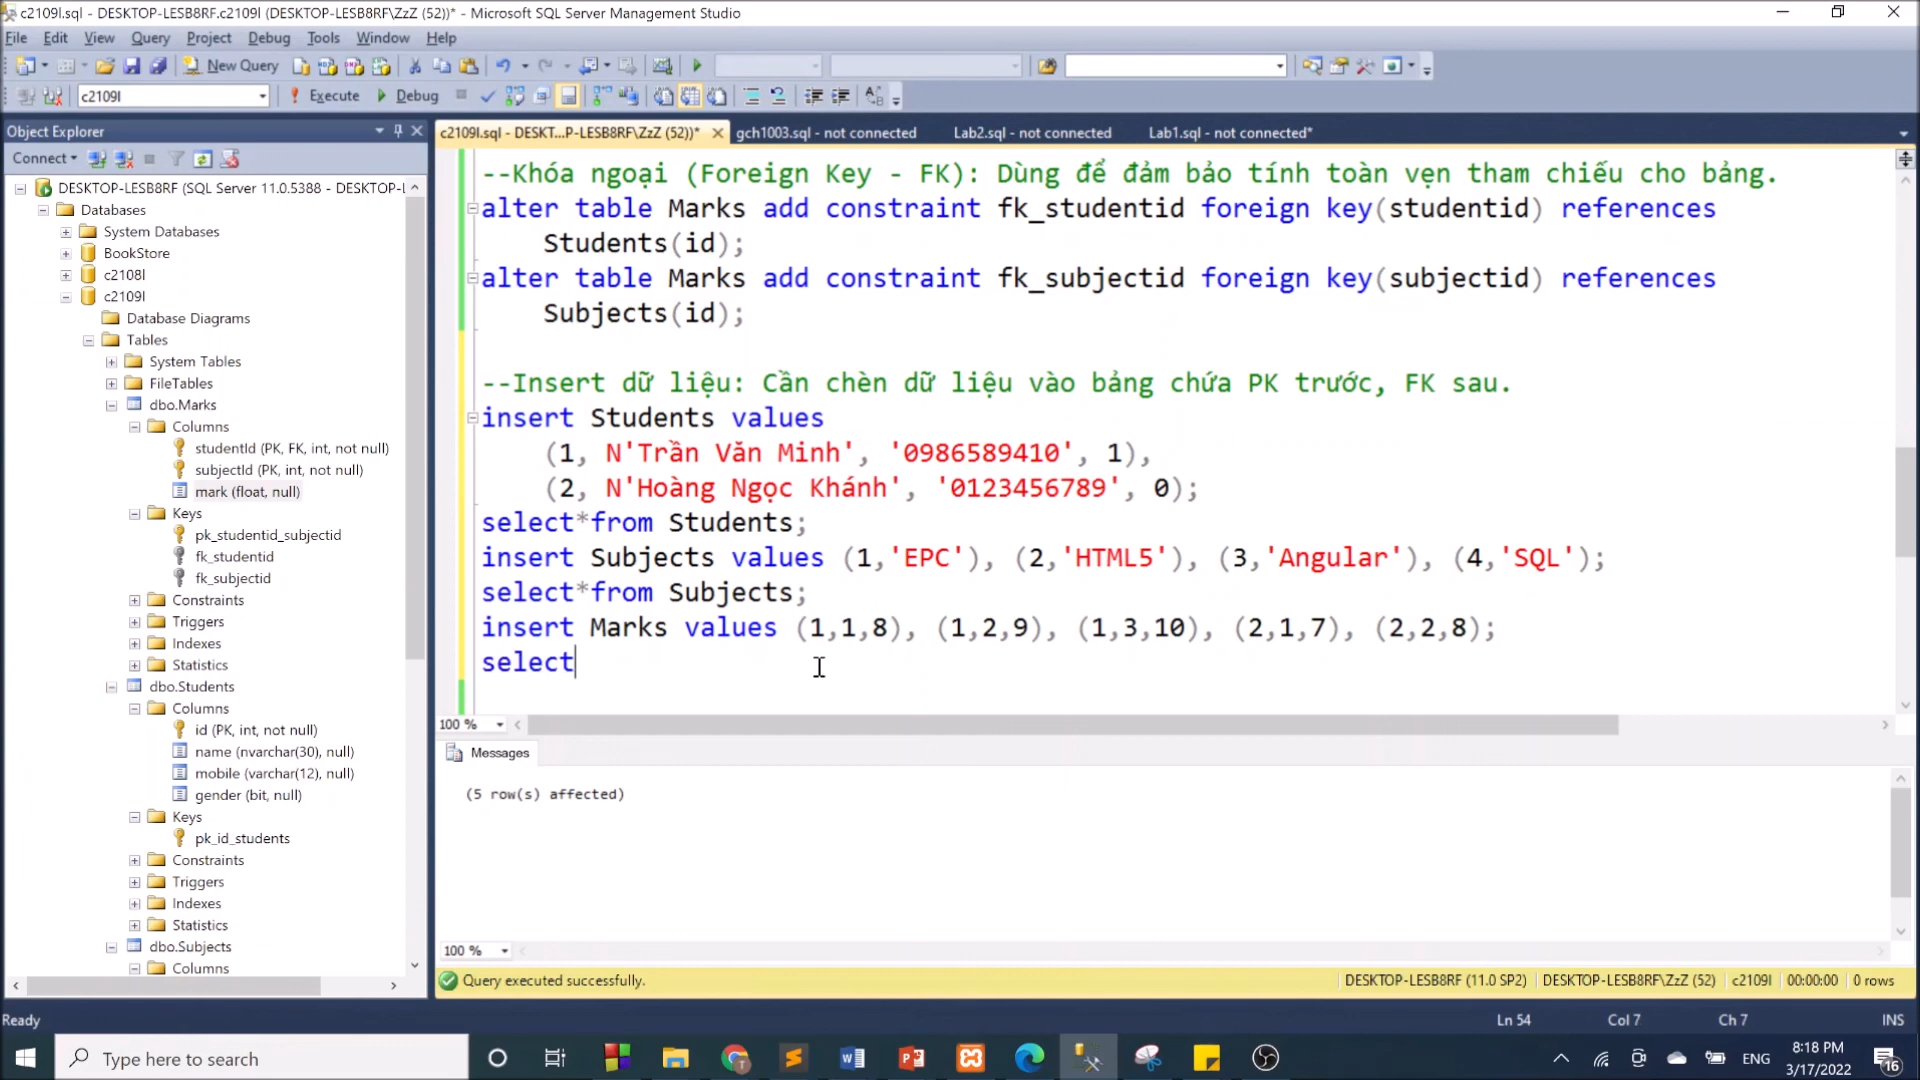 c2109l.sql - DESKTOP-LESB8RF.c2109l (DESKTOP-LESB8RF\ZzZ (52))* - Microsoft SQL Server Management Studio
File Edit View Query Project Debug Tools Window Help
New Query
c2109l Execute Debug
Object Explorer
Connect
DESKTOP-LESB8RF (SQL Server 11.0.5388 - DESKTOP-L
Databases
System Databases
BookStore
c2108l
c2109l
Database Diagrams
Tables
System Tables
FileTables
dbo.Marks
Columns
studentId (PK, FK, int, not null)
subjectId (PK, int, not null)
mark (float, null)
Keys
pk_studentid_subjectid
fk_studentid
fk_subjectid
Constraints
Triggers
Indexes
Statistics
dbo.Students
Columns
id (PK, int, not null)
name (nvarchar(30), null)
mobile (varchar(12), null)
gender (bit, null)
Keys
pk_id_students
Constraints
Triggers
Indexes
Statistics
dbo.Subjects
Columns
c2109l.sql - DESKT...P-LESB8RF\ZzZ (52))* gch1003.sql - not connected Lab2.sql - not connected Lab1.sql - not connected*
--Khóa ngoại (Foreign Key - FK): Dùng để đảm bảo tính toàn vẹn tham chiếu cho bảng.
alter table Marks add constraint fk_studentid foreign key(studentid) references
Students(id);
alter table Marks add constraint fk_subjectid foreign key(subjectid) references
Subjects(id);
--Insert dữ liệu: Cần chèn dữ liệu vào bảng chứa PK trước, FK sau.
insert Students values
(1, N'Trần Văn Minh', '0986589410', 1),
(2, N'Hoàng Ngọc Khánh', '0123456789', 0);
select*from Students;
insert Subjects values (1,'EPC'), (2,'HTML5'), (3,'Angular'), (4,'SQL');
select*from Subjects;
insert Marks values (1,1,8), (1,2,9), (1,3,10), (2,1,7), (2,2,8);
select
100 %
Messages
(5 row(s) affected)
100 %
Query executed successfully. DESKTOP-LESB8RF (11.0 SP2) DESKTOP-LESB8RF\ZzZ (52) c2109l 00:00:00 0 rows
Ready Ln 54 Col 7 Ch 7 INS
Type here to search ENG 8:18 PM
3/17/2022 16